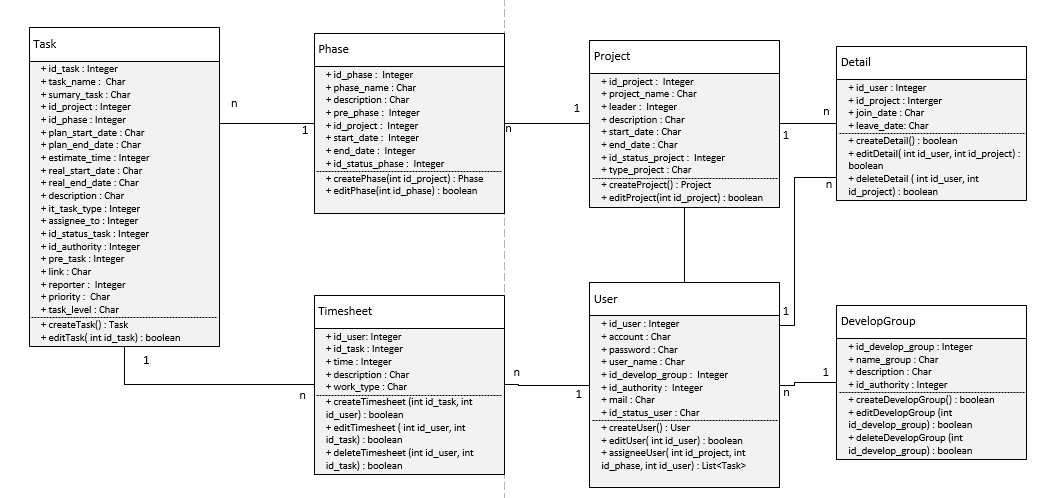 Task
+ id_task : Integer
+ task_name : Char
+ sumary_task : Char
+ id_project : Integer
+ id_phase : Integer
+ plan_start_date : Char
+ plan_end_date : Char
+ estimate_time : Integer
+ real_start_date : Char
+ real_end_date : Char
+ description : Char
+ it_task_type : Integer
+ assignee_to : Integer
+ id_status_task : Integer
+ id_authority : Integer
+ pre_task : Integer
+ link : Char
+ reporter : Integer
+ priority : Char
+ task_level : Char
+ createTask() : Task
+ editTask( int id_task) : boolean
n
1
Phase
+ id_phase : Integer
+ phase_name : Char
+ description : Char
+ pre_phase : Integer
+ id_project : Integer
+ start_date : Integer
+ end_date : Integer
+ id_status_phase : Integer
+ createPhase(int id_project) : Phase
+ editPhase(int id_phase) : boolean
n
1
Project
+ id_project : Integer
+ project_name : Char
+ leader : Integer
+ description : Char
+ start_date : Char
+ end_date : Char
+ id_status_project : Integer
+ type_project : Char
+ createProject() : Project
+ editProject(int id_project) : boolean
1
n
Detail
+ id_user : Integer
+ id_project : Interger
+ join_date: Char
+ leave_date: Char
+ createDetail() : boolean
+ editDetail( int id_user, int id_project) :
boolean
+ deleteDetail ( int id_user, int
id_project) : boolean
n
1
1
n
Timesheet
+ id_user: Integer
+ id_task : Integer
+ time : Integer
+ description : Char
+ work_type : Char
+ createTimesheet (int id_task, int
id_user) : boolean
+ editTimesheet ( int id_user, int
id_task) : boolean
+ deleteTimesheet (int id_user, int
id_task) : boolean
n
1
User
+ id_user : Integer
+ account : Char
+ password : Char
+ user_name : Char
+ id_develop_group : Integer
+ id_authority : Integer
+ mail : Char
+ id_status_user : Char
+ createUser() : User
+ editUser( int id_user) : boolean
+ assigneeUser( int id_project, int
id_phase, int id_user) : List<Task>
n
1
DevelopGroup
+ id_develop_group : Integer
+ name_group : Char
+ description : Char
+ id_authority : Integer
+ createDevelopGroup() : boolean
+ editDevelopGroup (int
id_develop_group) : boolean
+ deleteDevelopGroup (int
id_develop_group) : boolean